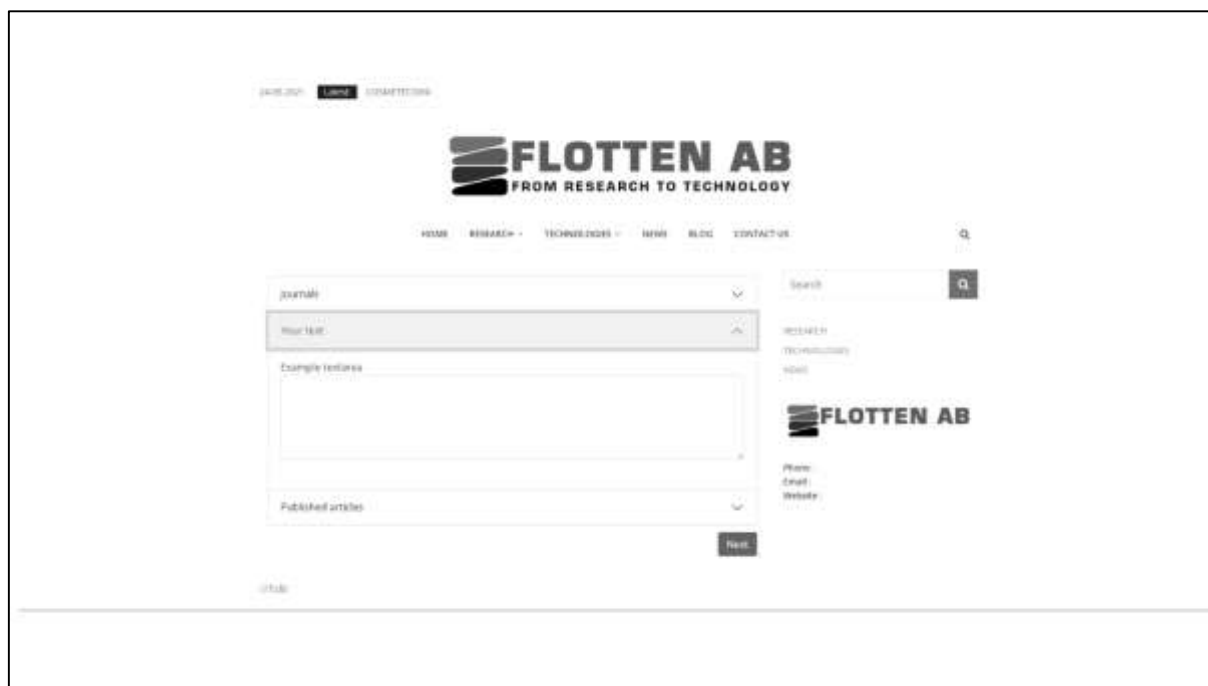 Latest
FLOTTEN AB
FROM RESEARCH TO TECHNOLOGY
HOME RESEARCH TECHNOLOGIES NEWS BLOG CONTACT US
Journals
Search
Your text
RESEARCH
TECHNOLOGIES
NEWS
Example textarea
FLOTTEN AB
Phone:
Email:
Website:
Published articles
Next